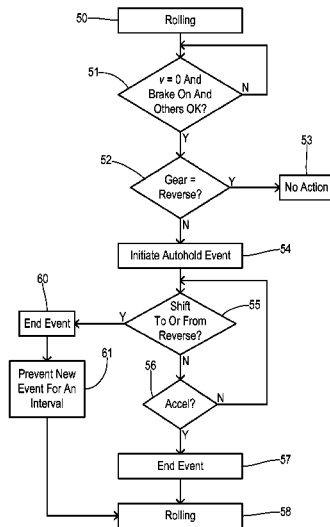 50
Rolling
51
v = 0 And
Brake On And
Others OK?
N
Y
52
53
Gear =
Reverse?
Y
No Action
N
Initiate Autohold Event
54
60
Shift
To Or From
Reverse?
55
Y
End Event
N
61
56
Prevent New
Event For An
Interval
Accel?
N
Y
End Event
57
Rolling
58